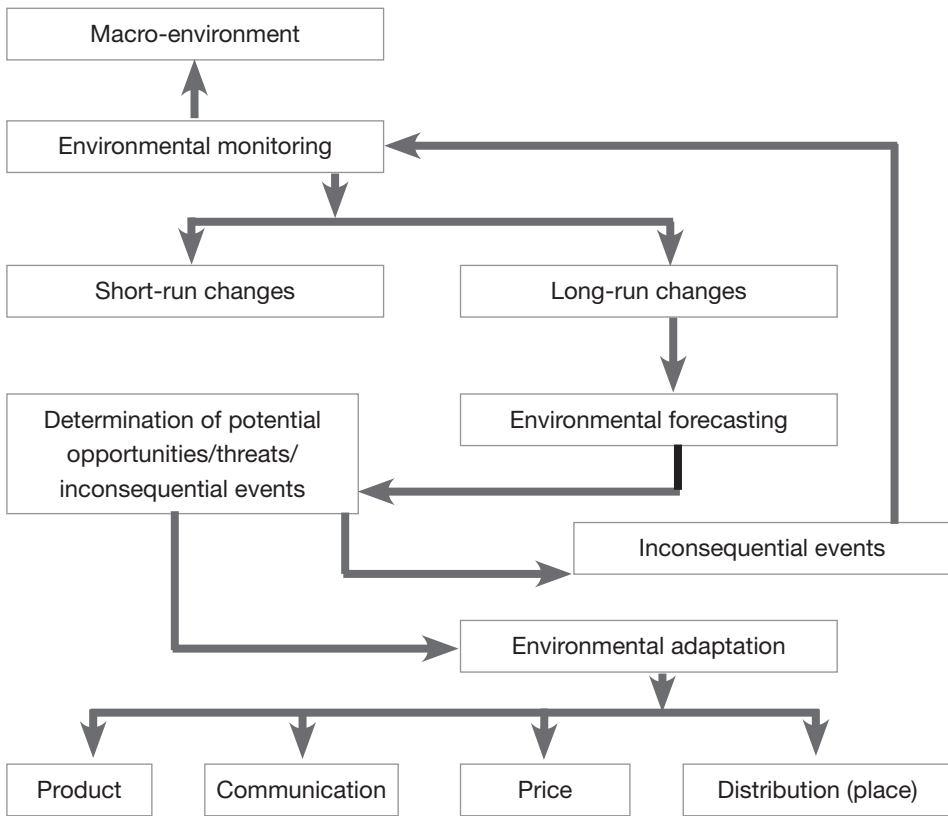 Macro-environment
Environmental monitoring
Short-run changes
Long-run changes
Determination of potential
opportunities/threats/
inconsequential events
Environmental forecasting
Inconsequential events
Environmental adaptation
Product
Communication
Price
Distribution (place)